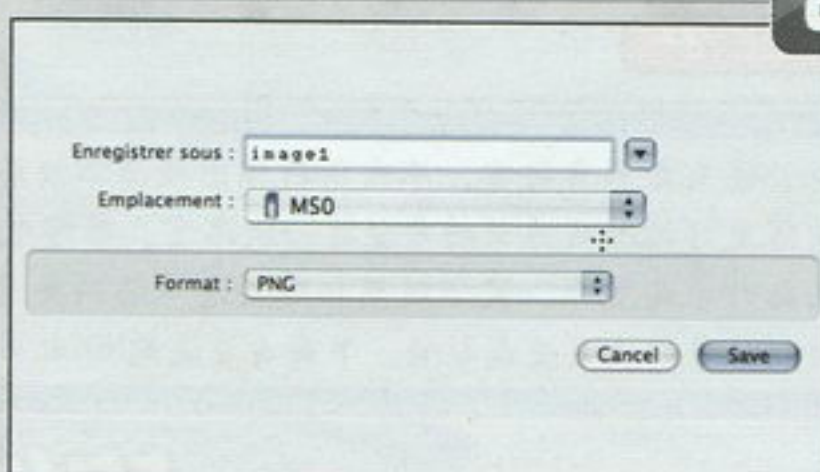 Enregistrer sous : image1
Emplacement : MS0
Format : PNG
Cancel Save